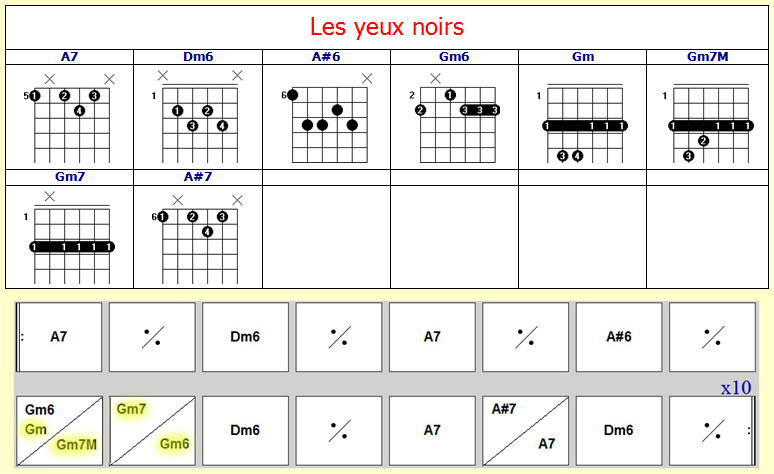 Les yeux noirs
A7 Dm6 A#6 Gm6 Gm Gm7M
X X X X X X
5 1 2 3 1 6 2 1 1 1
4 1 2 2 3 3 3 1 1 1 1 1 1 1 1
3 4 2
3 4 3
Gm7 A#7
X X X
1 6 1 2 3
4
1 1 1 1 1
: A7 ٪ Dm6 ٪ A7 ٪ A#6 ٪
x10
Gm6 Gm Gm7M Gm7 Gm6 Dm6 ٪ A7 A#7 A7 Dm6 ٪ :